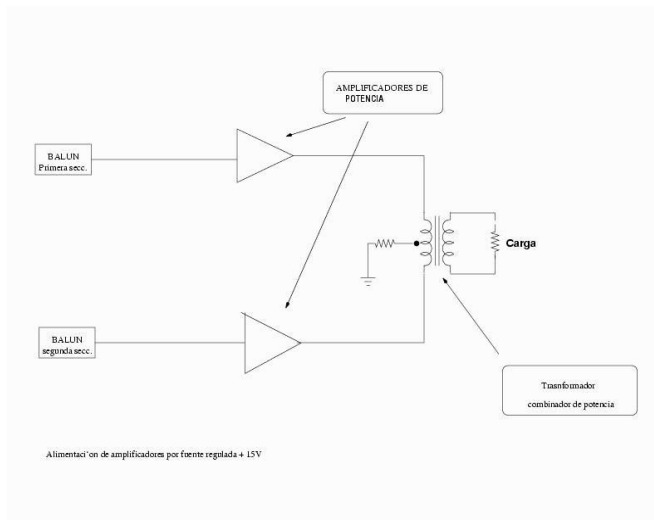 AMPLIFICADORES DE
POTENCIA
BALUN
Primera secc.
Carga
BALUN
segunda secc.
Trasnformador
combinador de potencia
Alimentaci'on de amplificadores por fuente regulada + 15V